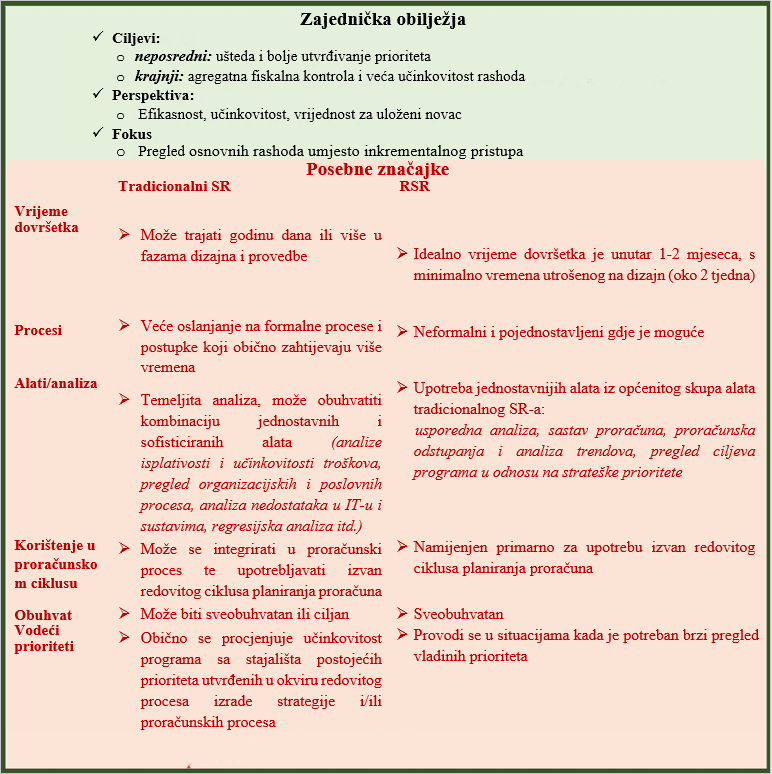 Zajednička obilježja
✓ Ciljevi:
o neposredni: ušteda i bolje utvrđivanje prioriteta
o krajnji: agregatna fiskalna kontrola i veća učinkovitost rashoda
✓ Perspektiva:
o Efikasnost, učinkovitost, vrijednost za uloženi novac
✓ Fokus
o Pregled osnovnih rashoda umjesto inkrementalnog pristupa
Posebne značajke
Tradicionalni SR
RSR
Vrijeme
dovršetka
➢ Može trajati godinu dana ili više u
fazama dizajna i provedbe
➢ Idealno vrijeme dovršetka je unutar 1-2 mjeseca, s
minimalno vremena utrošenog na dizajn (oko 2 tjedna)
Procesi
➢ Veće oslanjanje na formalne procese i
postupke koji obično zahtijevaju više
vremena
➢ Neformalni i pojednostavljeni gdje je moguće
Alati/analiza
➢ Temeljita analiza, može obuhvatiti
kombinaciju jednostavnih i
sofisticiranih alata (analize
isplativosti i učinkovitosti troškova,
pregled organizacijskih i poslovnih
procesa, analiza nedostataka u IT-u i
sustavima, regresijska analiza itd.)
➢ Upotreba jednostavnijih alata iz općenitog skupa alata
tradicionalnog SR-a:
usporedna analiza, sastav proračuna, proračunska
odstupanja i analiza trendova, pregled ciljeva
programa u odnosu na strateške prioritete
Korištenje u
proračunsko
m ciklusu
➢ Može se integrirati u proračunski
proces te upotrebljavati izvan
redovitog ciklusa planiranja proračuna
➢ Namijenjen primarno za upotrebu izvan redovitog
ciklusa planiranja proračuna
Obuhvat
➢ Može biti sveobuhvatan ili ciljan
➢ Sveobuhvatan
Vodeći
prioriteti
➢ Obično se procjenjuje učinkovitost
programa sa stajališta postojećih
prioriteta utvrđenih u okviru redovitog
procesa izrade strategije i/ili
proračunskih procesa
➢ Provodi se u situacijama kada je potreban brzi pregled
vladinih prioriteta